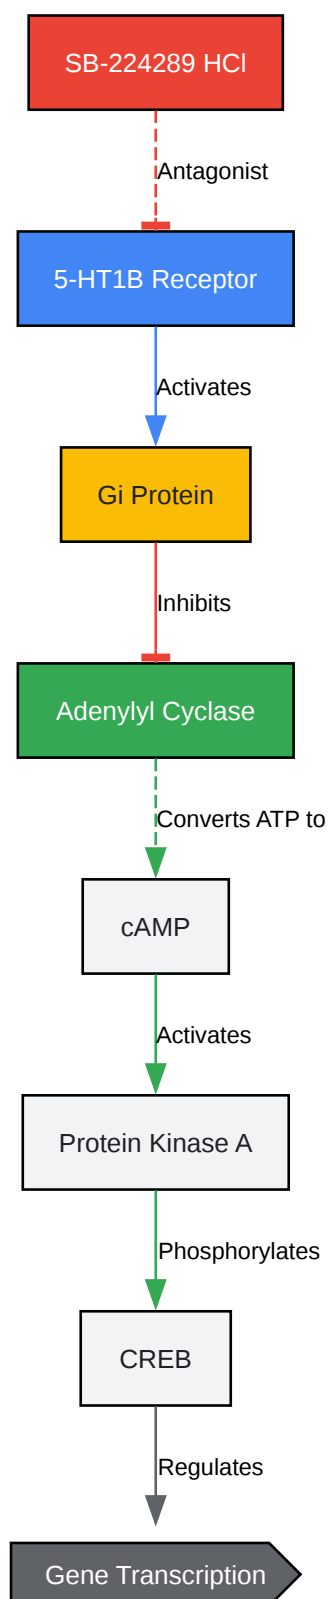 SB-224289 HCl
Antagonist
5-HT1B Receptor
Activates
Gi Protein
Inhibits
Adenylyl Cyclase
Converts ATP to
cAMP
Activates
Protein Kinase A
Phosphorylates
CREB
Regulates
Gene Transcription